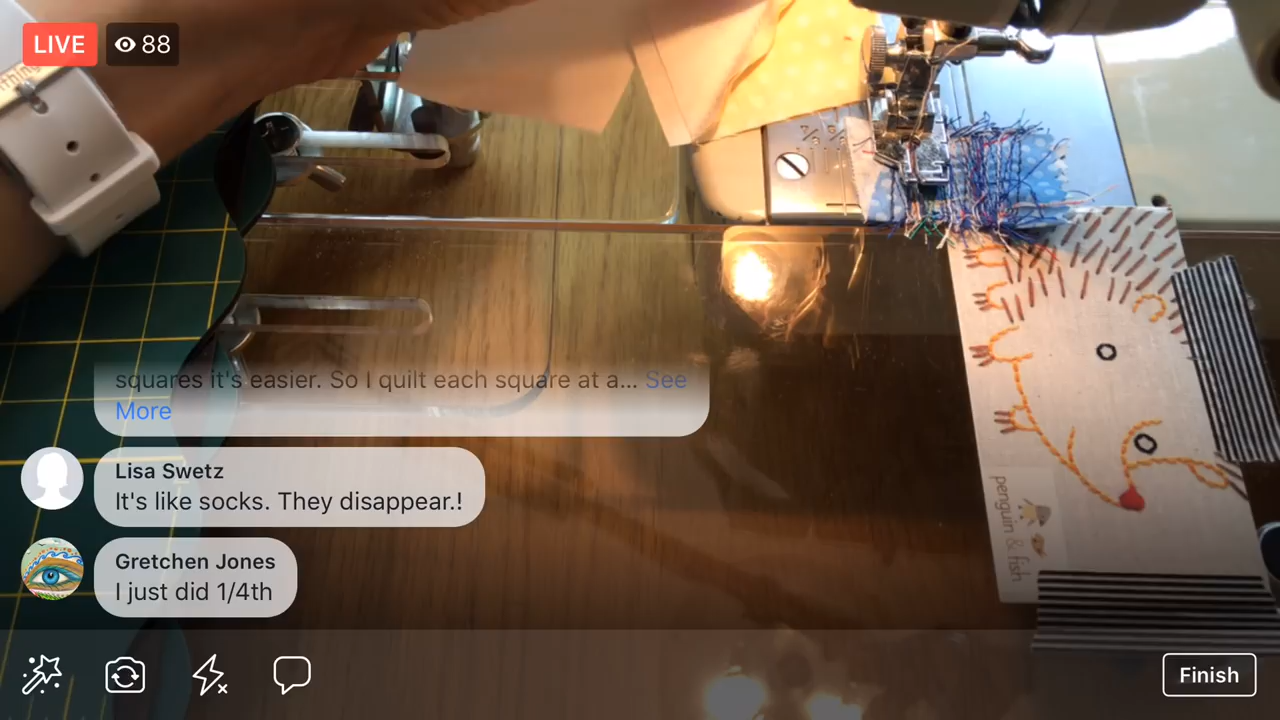 LIVE
88
squares it's easier. So I quilt each square at a... See
More
Lisa Swetz
It's like socks. They disappear.!
Gretchen Jones
I just did 1/4th
penguin & fish
Finish